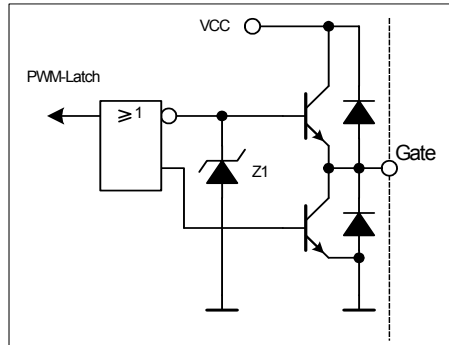 VCC
PWM-Latch
≥1
Gate
Z1